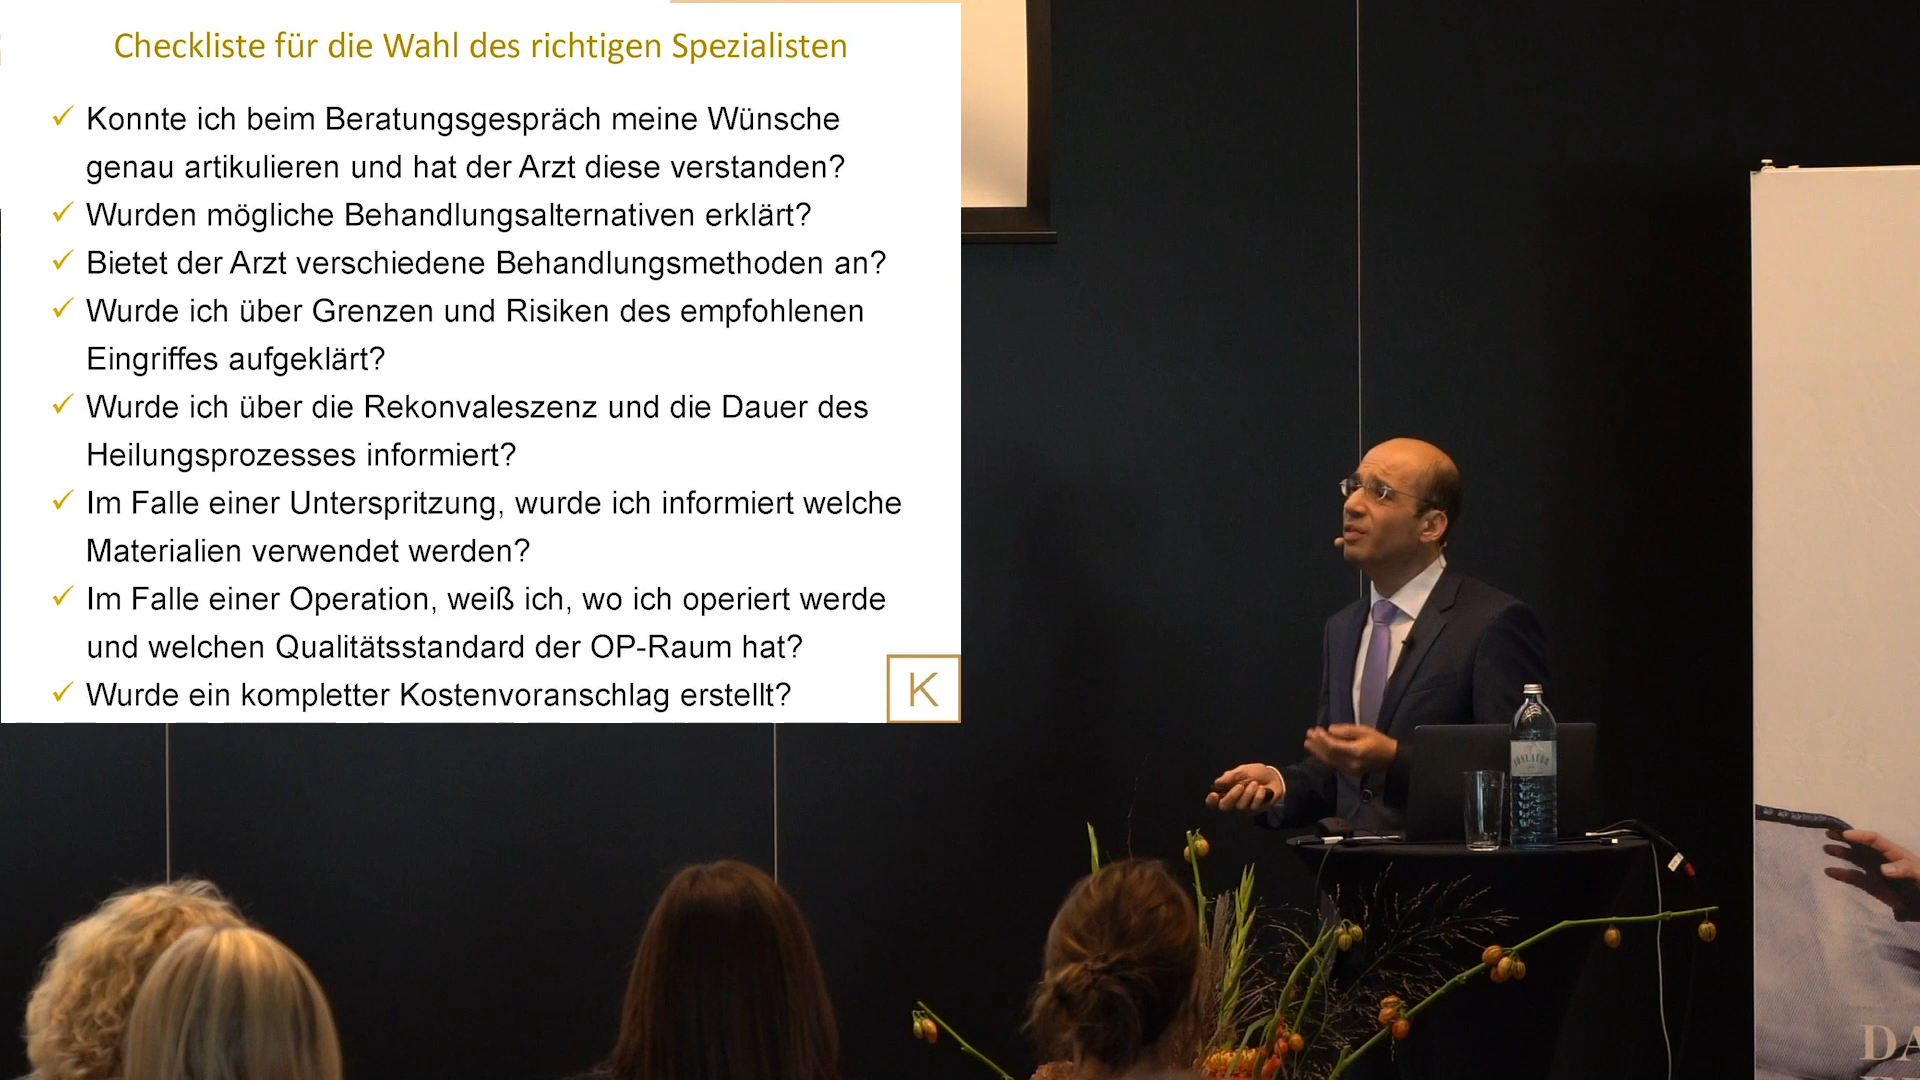 Checkliste für die Wahl des richtigen Spezialisten
✓ Konnte ich beim Beratungsgespräch meine Wünsche
genau artikulieren und hat der Arzt diese verstanden?
✓ Wurden mögliche Behandlungsalternativen erklärt?
✓ Bietet der Arzt verschiedene Behandlungsmethoden an?
✓ Wurde ich über Grenzen und Risiken des empfohlenen
Eingriffes aufgeklärt?
✓ Wurde ich über die Rekonvaleszenz und die Dauer des
Heilungsprozesses informiert?
✓ Im Falle einer Unterspritzung, wurde ich informiert welche
Materialien verwendet werden?
✓ Im Falle einer Operation, weiß ich, wo ich operiert werde
und welchen Qualitätsstandard der OP-Raum hat?
✓ Wurde ein kompletter Kostenvoranschlag erstellt?
K
DA